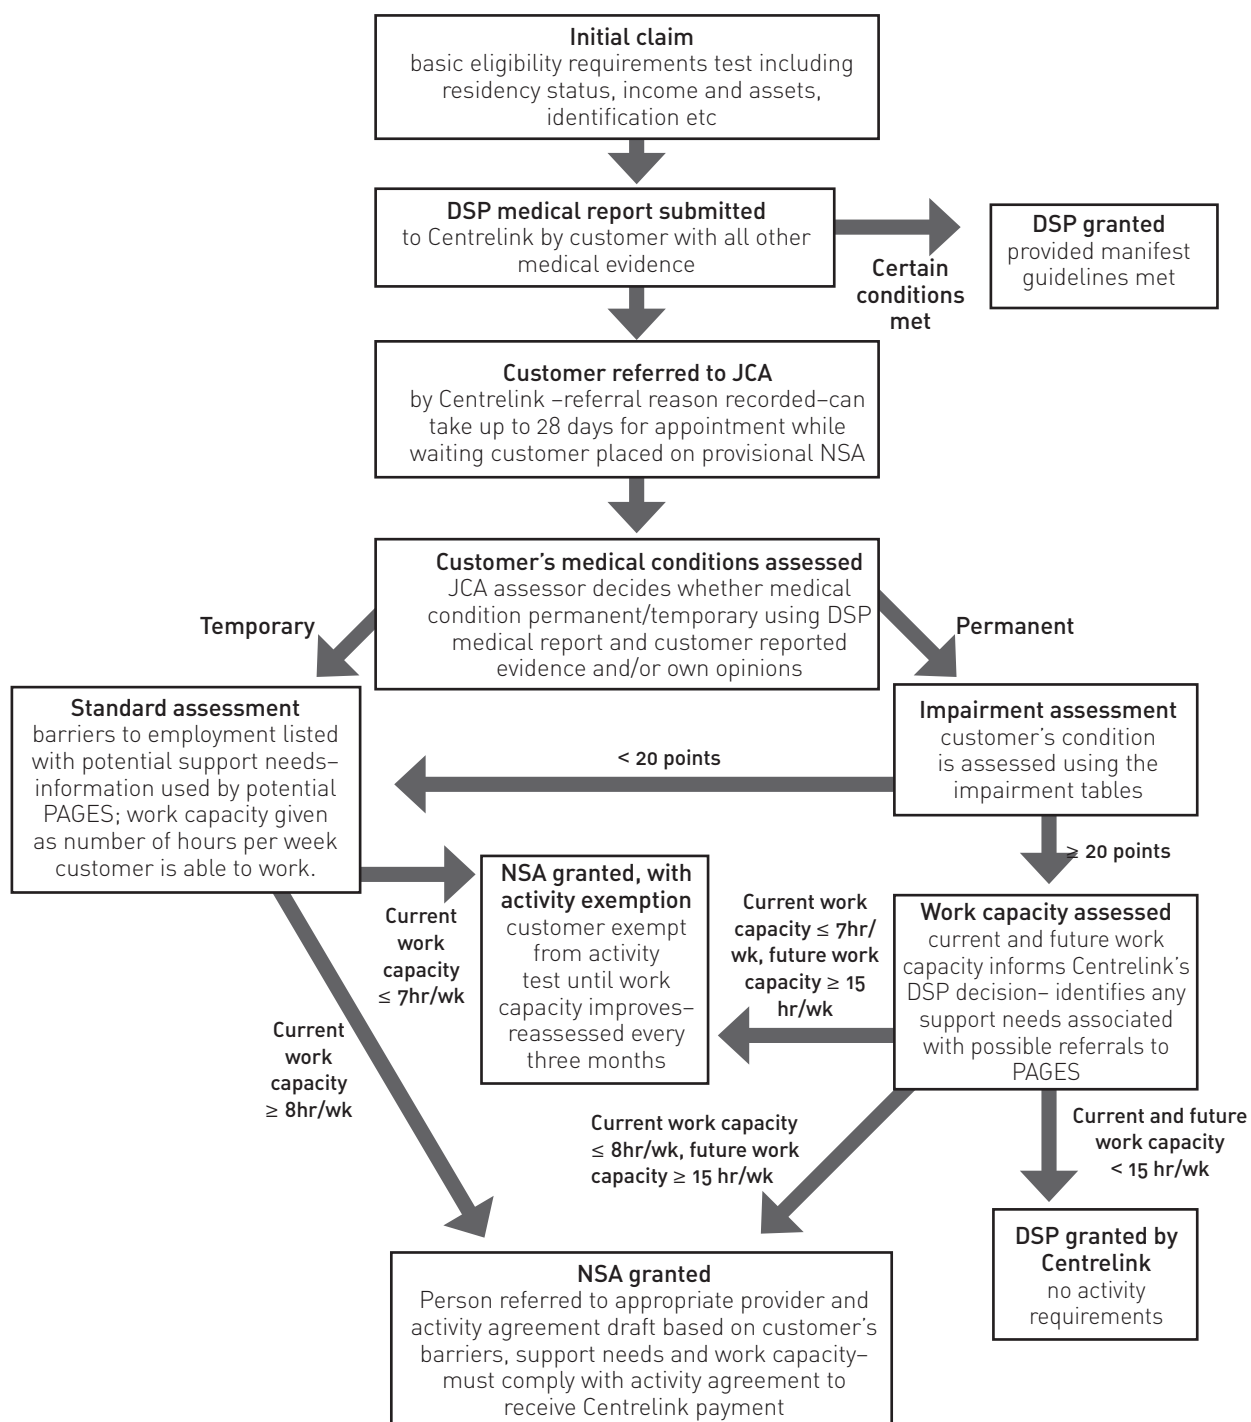 Initial claim
basic eligibility requirements test including
residency status, income and assets,
identification etc
DSP medical report submitted
to Centrelink by customer with all other
medical evidence
Certain
conditions
met
DSP granted
provided manifest
guidelines met
Customer referred to JCA
by Centrelink –referral reason recorded–can
take up to 28 days for appointment while
waiting customer placed on provisional NSA
Customer’s medical conditions assessed
JCA assessor decides whether medical
condition permanent/temporary using DSP
medical report and customer reported
evidence and/or own opinions
Temporary
Permanent
Standard assessment
barriers to employment listed
with potential support needs–
information used by potential
PAGES; work capacity given
as number of hours per week
customer is able to work.
< 20 points
Impairment assessment
customer’s condition
is assessed using the
impairment tables
≥ 20 points
Current
work
capacity
≤ 7hr/wk
NSA granted, with
activity exemption
customer exempt
from activity
test until work
capacity improves–
reassessed every
three months
Current work
capacity ≤ 7hr/
wk, future work
capacity ≥ 15
hr/wk
Work capacity assessed
current and future work
capacity informs Centrelink’s
DSP decision– identifies any
support needs associated
with possible referrals to
PAGES
Current
work
capacity
≥ 8hr/wk
Current work capacity
≤ 8hr/wk, future work
capacity ≥ 15 hr/wk
Current and future
work capacity
< 15 hr/wk
DSP granted by
Centrelink
no activity
requirements
NSA granted
Person referred to appropriate provider and
activity agreement draft based on customer’s
barriers, support needs and work capacity–
must comply with activity agreement to
receive Centrelink payment